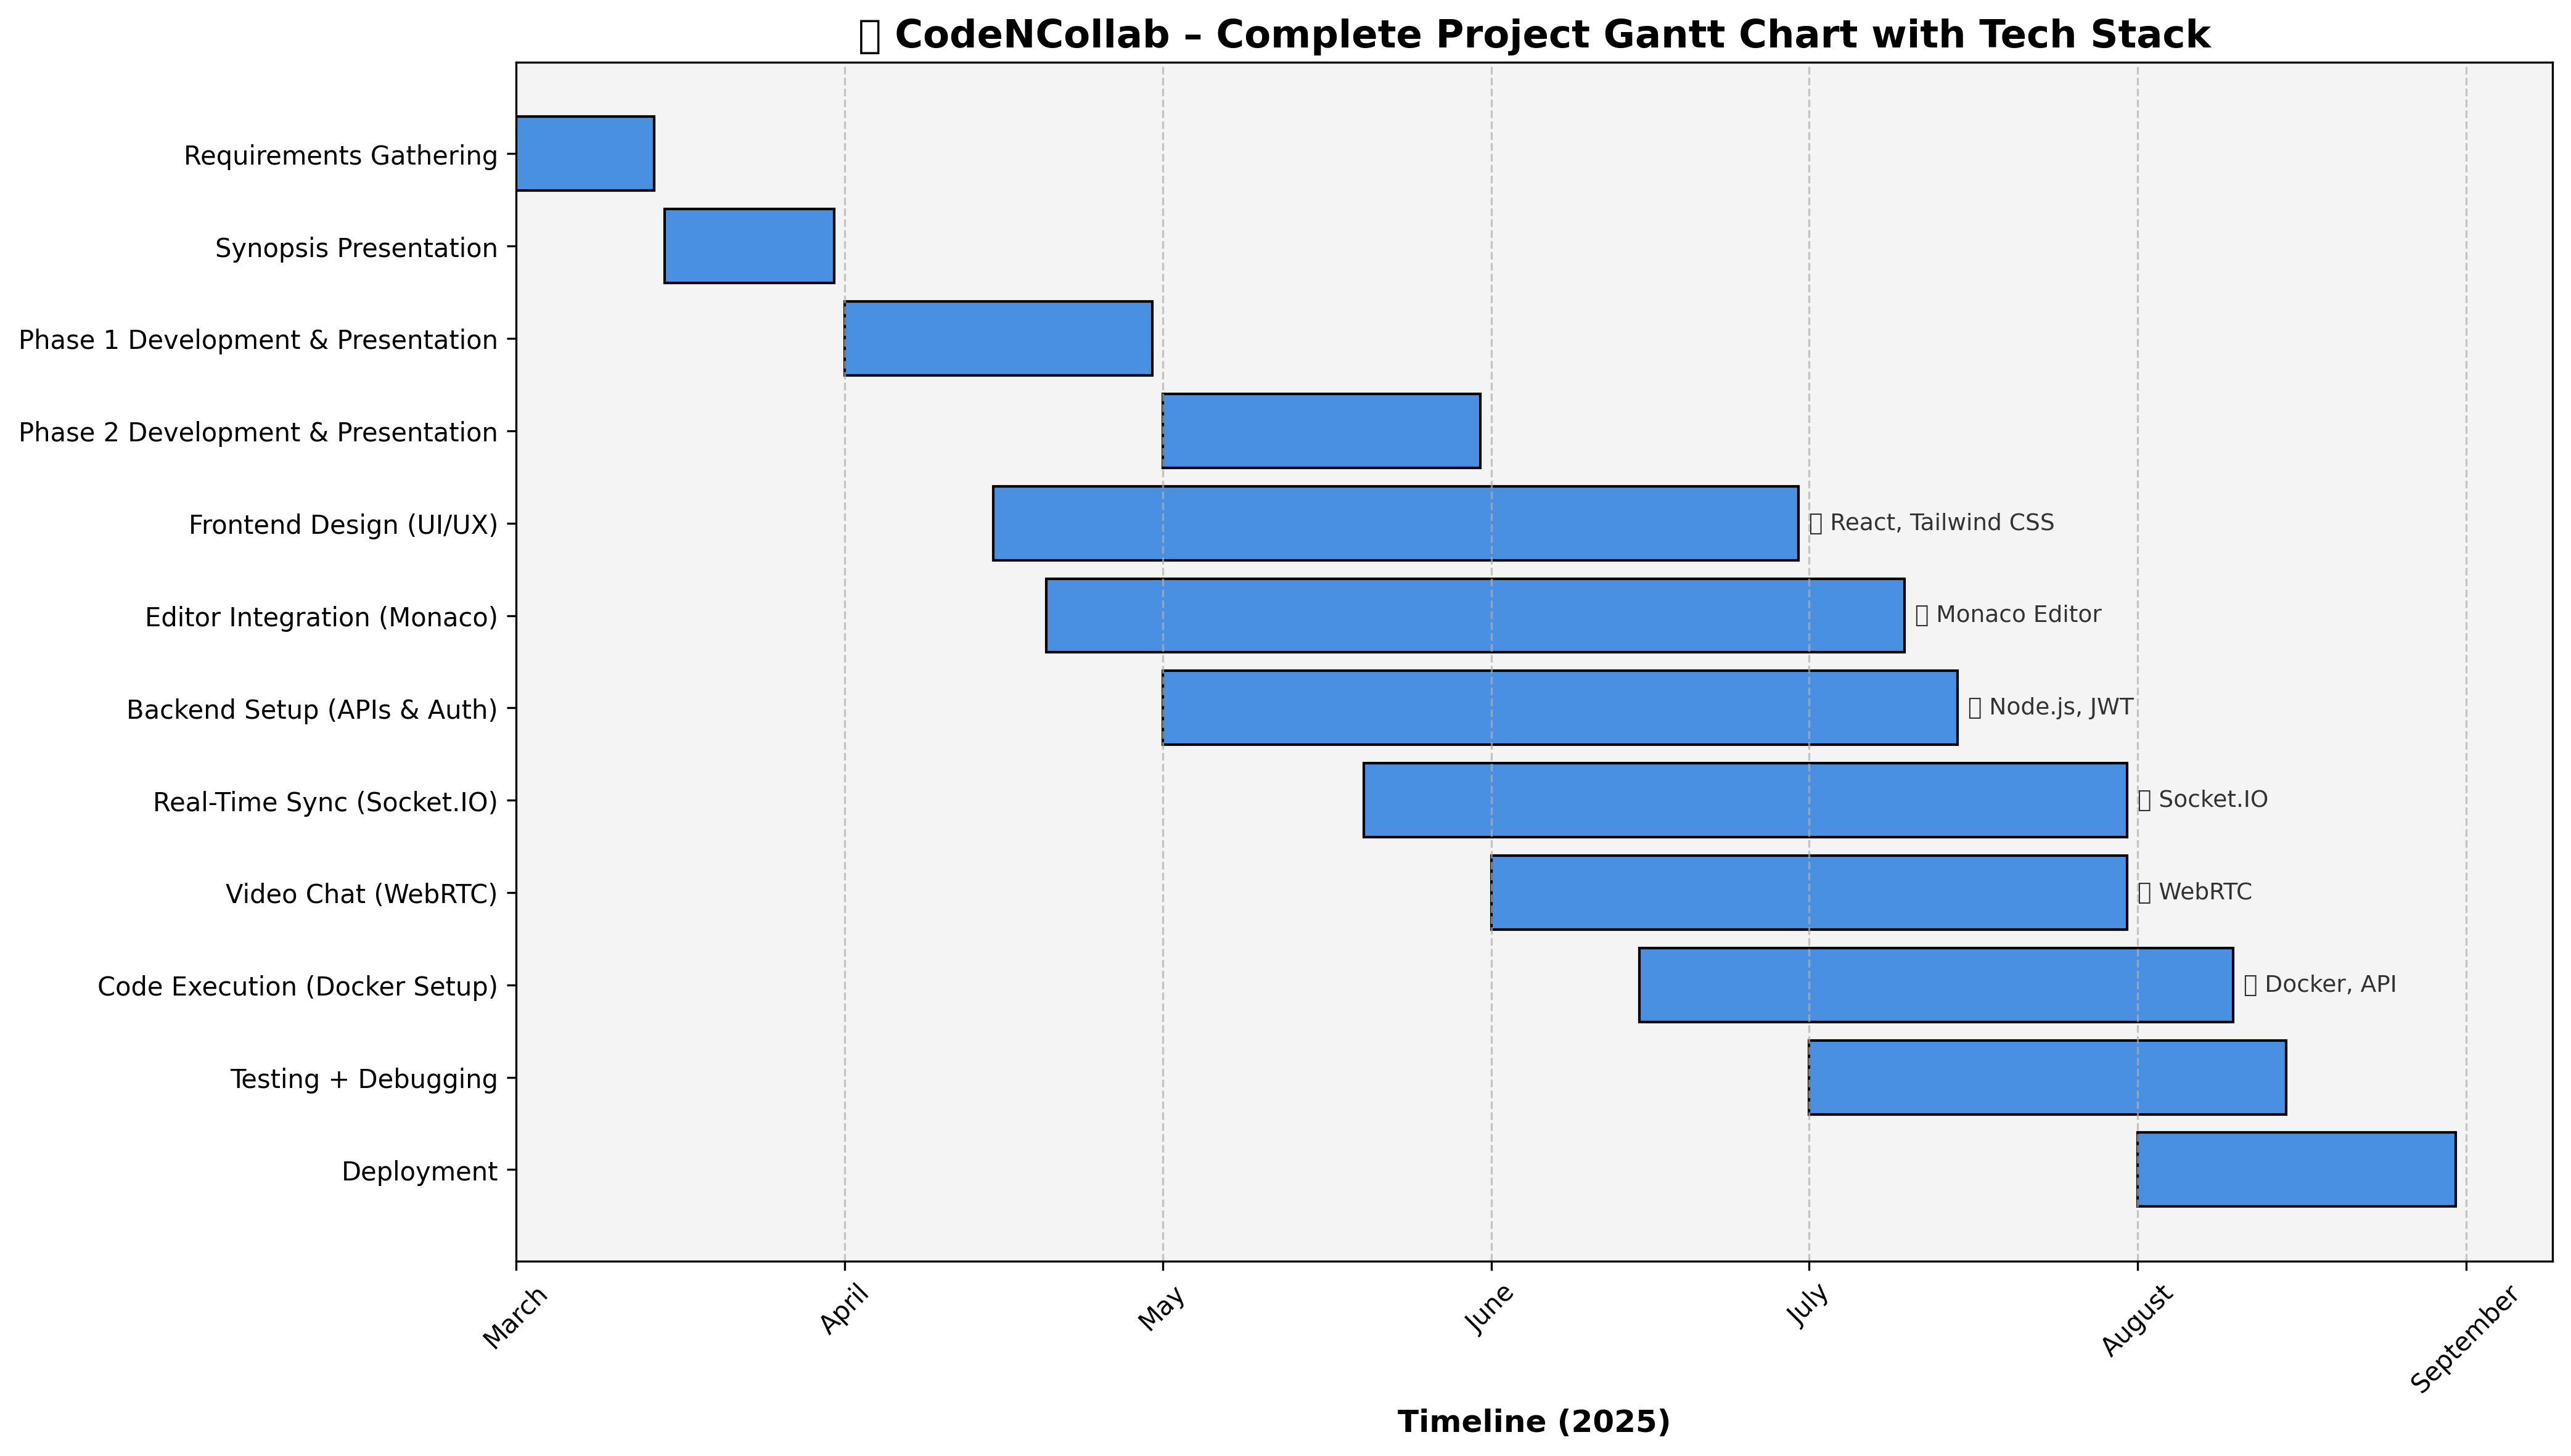 CodeNCollab – Complete Project Gantt Chart with Tech Stack
Requirements Gathering
Synopsis Presentation
Phase 1 Development & Presentation
Phase 2 Development & Presentation
Frontend Design (UI/UX)
React, Tailwind CSS
Editor Integration (Monaco)
Monaco Editor
Backend Setup (APIs & Auth)
Node.js, JWT
Real-Time Sync (Socket.IO)
Socket.IO
Video Chat (WebRTC)
WebRTC
Code Execution (Docker Setup)
Docker, API
Testing + Debugging
Deployment
March
April
May
June
July
August
September
Timeline (2025)